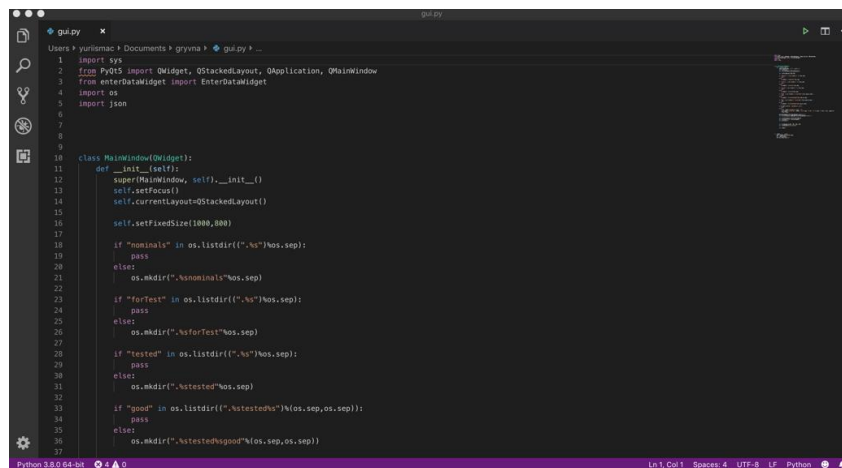 gui.py
gui.py ×
Users › yuriismac › Documents › gryvna › gui.py › ...
1 import sys
2 from PyQt5 import QWidget, QStackedLayout, QApplication, QMainWindow
3 from enterDataWidget import EnterDataWidget
4 import os
5 import json
6
7
8
9
10 class MainWindow(QWidget):
11     def __init__(self):
12         super(MainWindow, self).__init__()
13         self.setFocus()
14         self.currentLayout=QStackedLayout()
15
16         self.setFixedSize(1000,800)
17
18         if "nominals" in os.listdir((".%s")%os.sep):
19             pass
20         else:
21             os.mkdir(".%snominals"%os.sep)
22
23         if "forTest" in os.listdir((".%s")%os.sep):
24             pass
25         else:
26             os.mkdir(".%sforTest"%os.sep)
27
28         if "tested" in os.listdir((".%s")%os.sep):
29             pass
30         else:
31             os.mkdir(".%stested"%os.sep)
32
33         if "good" in os.listdir((".%stested%s")%(os.sep,os.sep)):
34             pass
35         else:
36             os.mkdir(".%stested%sgood"%(os.sep,os.sep))
37
Python 3.8.0 64-bit 4 0 Ln 1, Col 1 Spaces: 4 UTF-8 LF Python